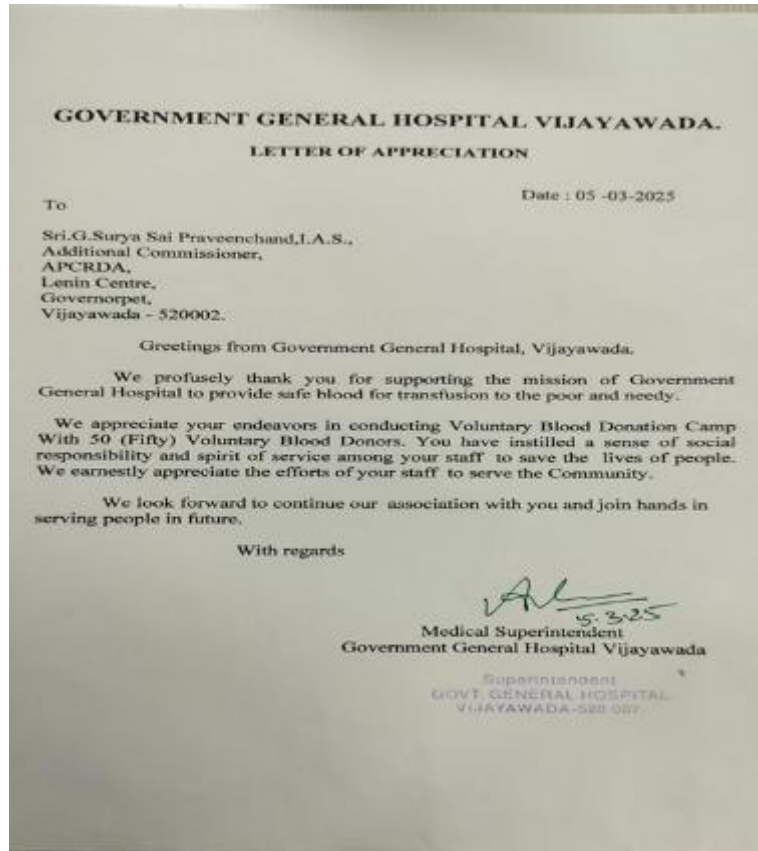 GOVERNMENT GENERAL HOSPITAL VIJAYAWADA.
LETTER OF APPRECIATION
Date : 05 -03-2025
To
Sri.G.Surya Sai Praveenchand,I.A.S.,
Additional Commissioner,
APCRDA,
Lenin Centre,
Governorpet,
Vijayawada - 520002.
Greetings from Government General Hospital, Vijayawada.
We profusely thank you for supporting the mission of Government
General Hospital to provide safe blood for transfusion to the poor and needy.
We appreciate your endeavors in conducting Voluntary Blood Donation Camp
With 50 (Fifty) Voluntary Blood Donors. You have instilled a sense of social
responsibility and spirit of service among your staff to save the lives of people.
We earnestly appreciate the efforts of your staff to serve the Community.
We look forward to continue our association with you and join hands in
serving people in future.
With regards
5-3-25
Medical Superintendent
Government General Hospital Vijayawada
Superintendent
GOVT. GENERAL HOSPITAL
VIJAYAWADA-520